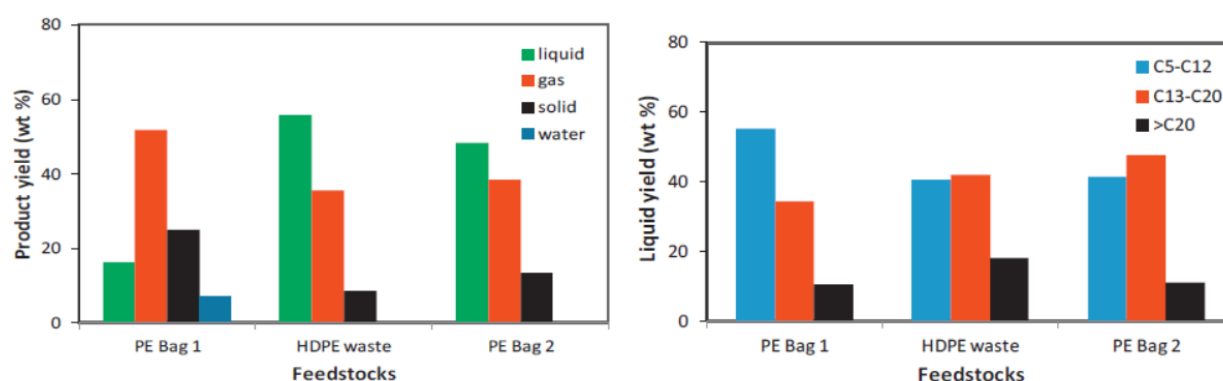 Product yield (wt %)
80
60
40
20
0
liquid
gas
solid
water
PE Bag 1
HDPE waste
PE Bag 2
Feedstocks
Liquid yield (wt %)
80
60
40
20
0
C5-C12
C13-C20
>C20
PE Bag 1
HDPE waste
PE Bag 2
Feedstocks